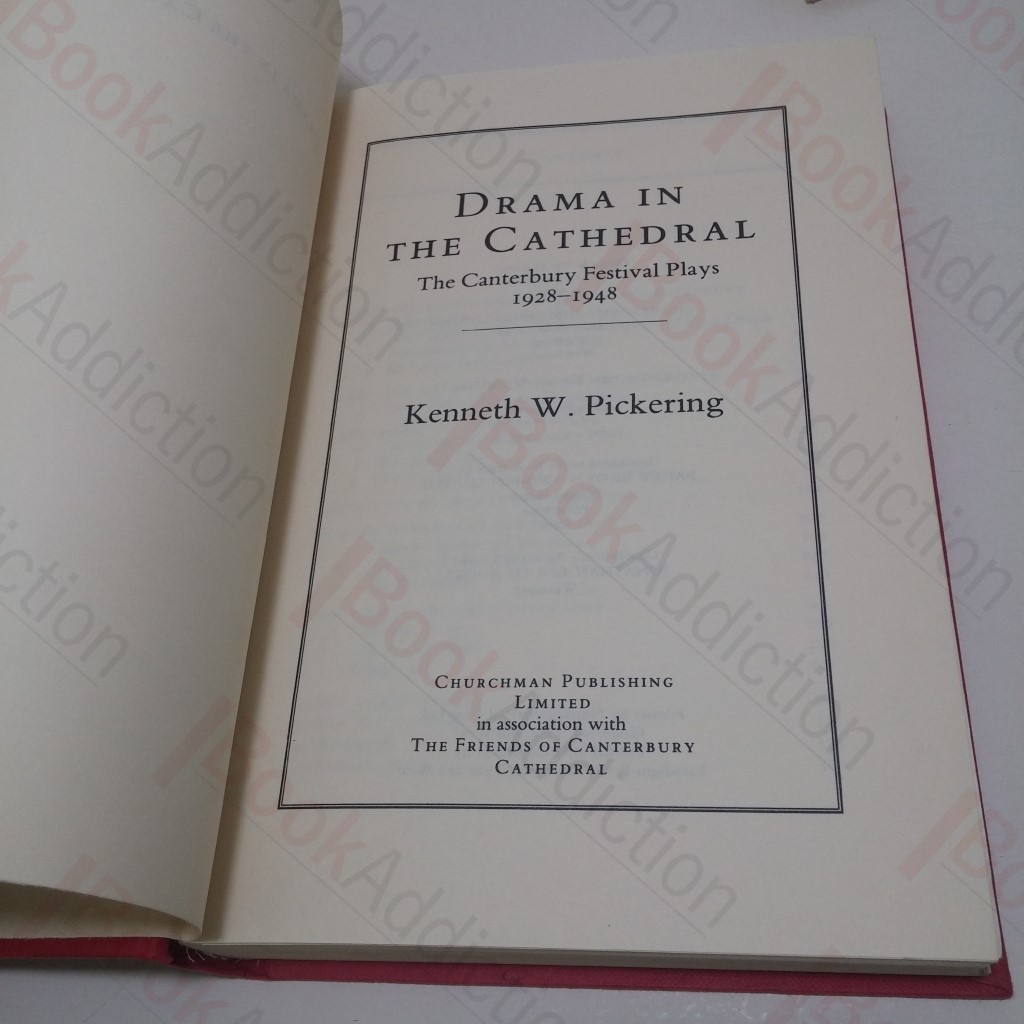 DRAMA IN
THE CATHEDRAL
The Canterbury Festival Plays
1928–1948
Kenneth W. Pickering
CHURCHMAN PUBLISHING
LIMITED
in association with
THE FRIENDS OF CANTERBURY
CATHEDRAL
BookAddiction